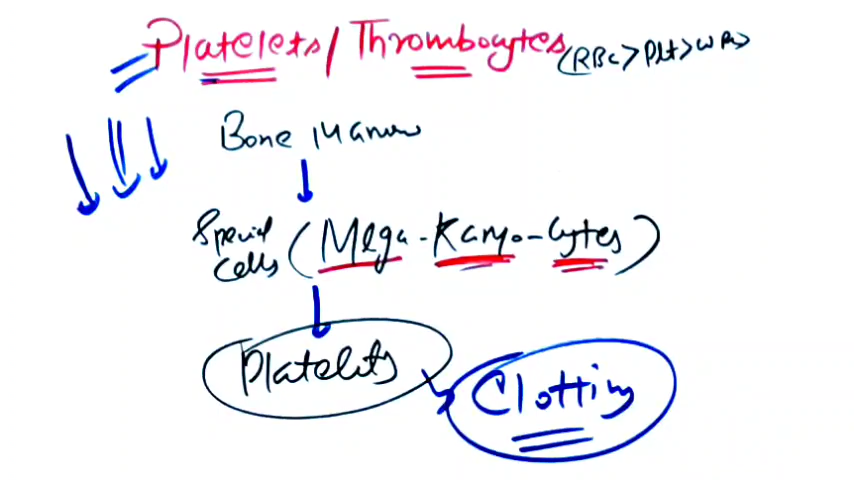 Platelets/Thrombocytes (RBC>Plt>WBC)
Bone Marrow
Special cells (Mega-Karyo-Cytes)
Platelets
Clotting